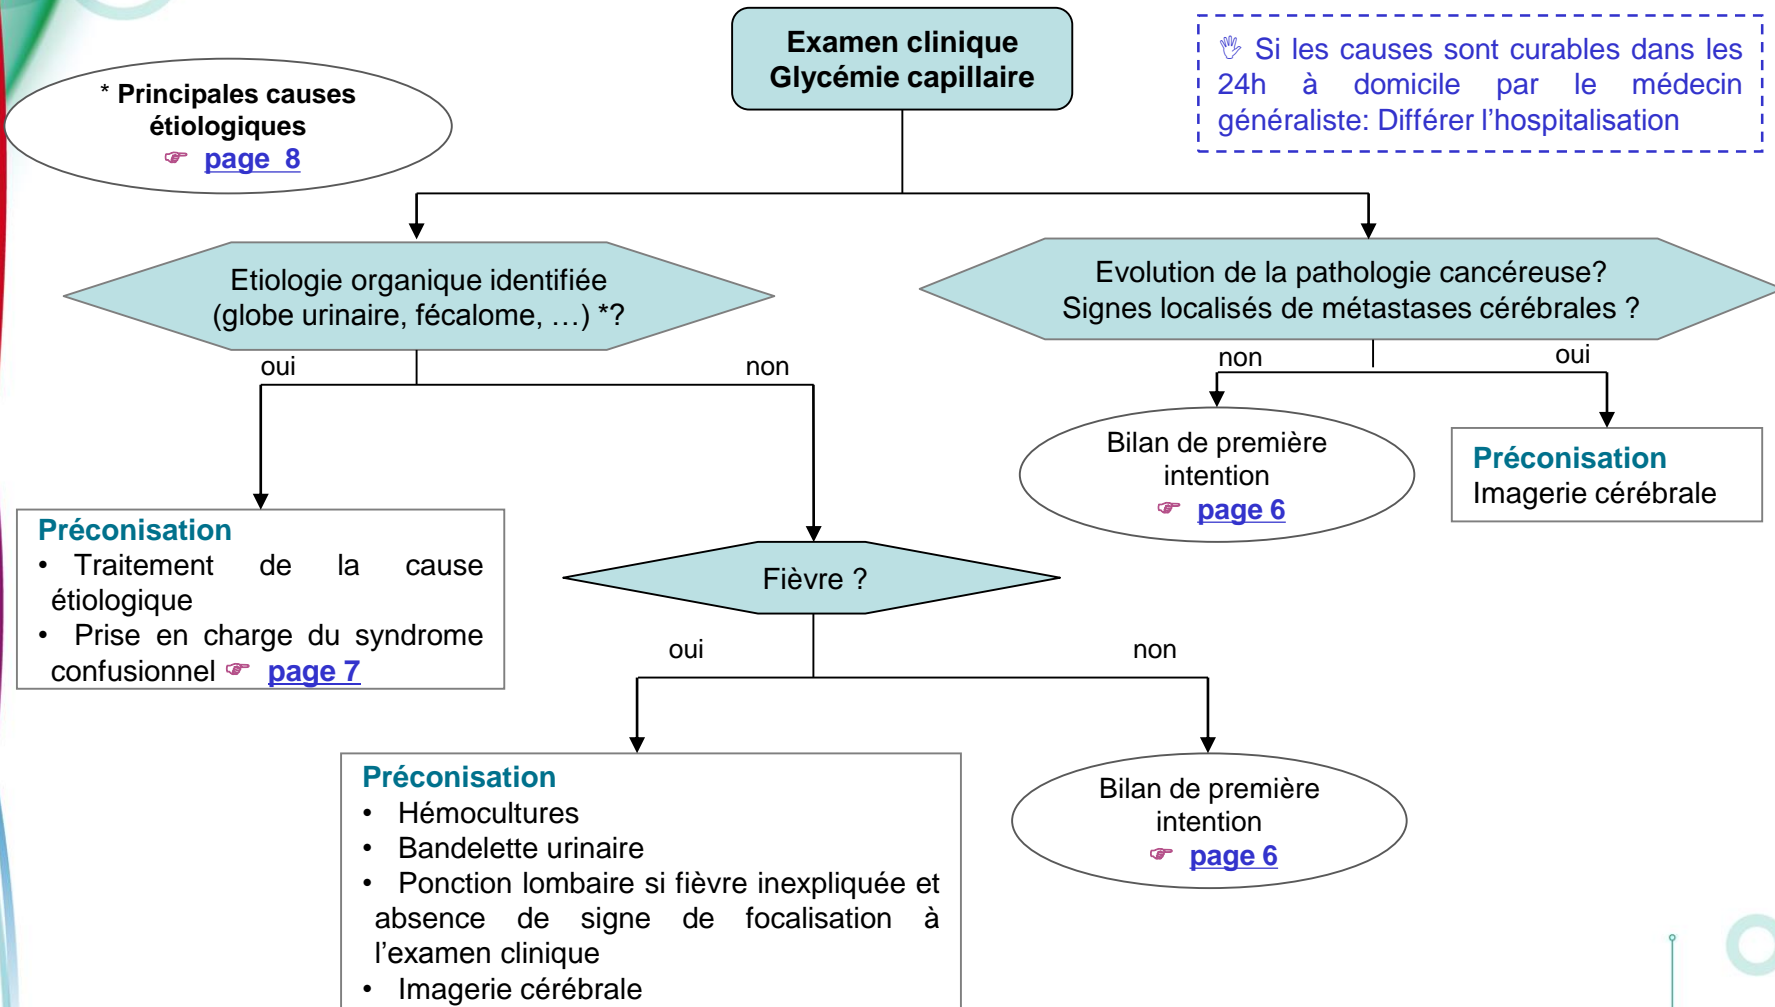 Examen clinique
Glycémie capillaire
🖐 Si les causes sont curables dans les
24h à domicile par le médecin
généraliste: Différer l’hospitalisation
* Principales causes
étiologiques
☞ page 8
Etiologie organique identifiée
(globe urinaire, fécalome, …) *?
Evolution de la pathologie cancéreuse?
Signes localisés de métastases cérébrales ?
oui
non
non
oui
Bilan de première
intention
☞ page 6
Préconisation
Imagerie cérébrale
Préconisation
• Traitement de la cause
étiologique
• Prise en charge du syndrome
confusionnel ☞ page 7
Fièvre ?
oui
non
Préconisation
• Hémocultures
• Bandelette urinaire
• Ponction lombaire si fièvre inexpliquée et
absence de signe de focalisation à
l’examen clinique
• Imagerie cérébrale
Bilan de première
intention
☞ page 6